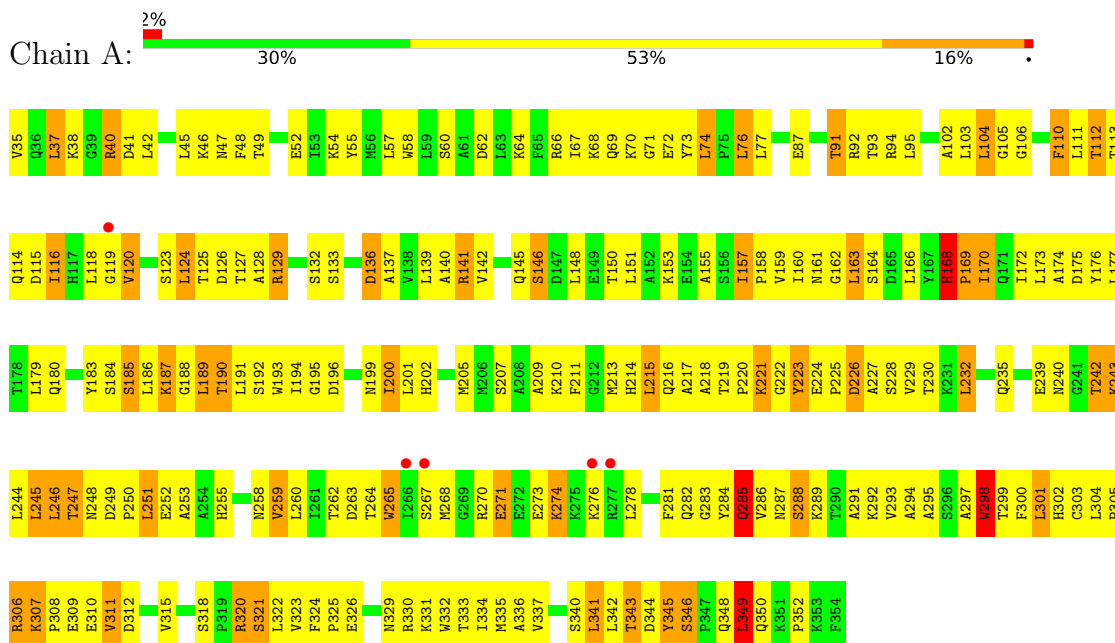 2%
Chain A:
30% 53% 16% •
V35 Q36 L37 K38 G39 R40 D41 L42 L45 K46 N47 F48 T49 E52 I53 K54 Y55 M56 L57 W58 L59 S60 A61 D62 L63 K64 F65 R66 I67 K68 Q69 K70 G71 E72 Y73 L74 P75 L76 L77 E87 T91 R92 T93 R94 L95 A102 L103 L104 G105 G106 F110 L111 T112 T113
Q114 D115 I116 H117 L118 G119 V120 S123 L124 T125 D126 T127 A128 R129 S132 S133 D136 A137 V138 L139 A140 R141 V142 Q145 S146 D147 L148 E149 T150 L151 A152 K153 E154 A155 S156 I157 P158 V159 I160 N161 G162 L163 S164 D165 L166 Y167 H168 P169 I170 Q171 I172 L173 A174 D175 Y176 L177
T178 L179 Q180 Y183 S184 S185 L186 K187 G188 L189 T190 L191 S192 W193 I194 G195 D196 N199 I200 L201 H202 M205 M206 S207 A208 A209 K210 F211 G212 M213 H214 L215 Q216 A217 A218 T219 P220 K221 G222 Y223 E224 P225 D226 A227 S228 V229 T230 K231 L232 Q235 E239 N240 G241 T242 K243
L244 L245 L246 T247 N248 D249 P250 L251 E252 A253 A254 H255 N258 V259 L260 I261 T262 D263 T264 W265 I266 S267 M268 G269 R270 E271 E272 E273 K274 K275 K276 R277 L278 F281 Q282 G283 Y284 Q285 V286 N287 S288 K289 T290 A291 K292 V293 A294 A295 S296 A297 W298 T299 F300 L301 H302 C303 L304 P305
R306 K307 P308 E309 E310 V311 D312 V315 S318 P319 R320 S321 L322 V323 F324 P325 E326 N329 R330 K331 W332 T333 I334 M335 A336 V337 S340 L341 L342 T343 D344 Y345 S346 P347 Q348 L349 Q350 K351 P352 K353 F354